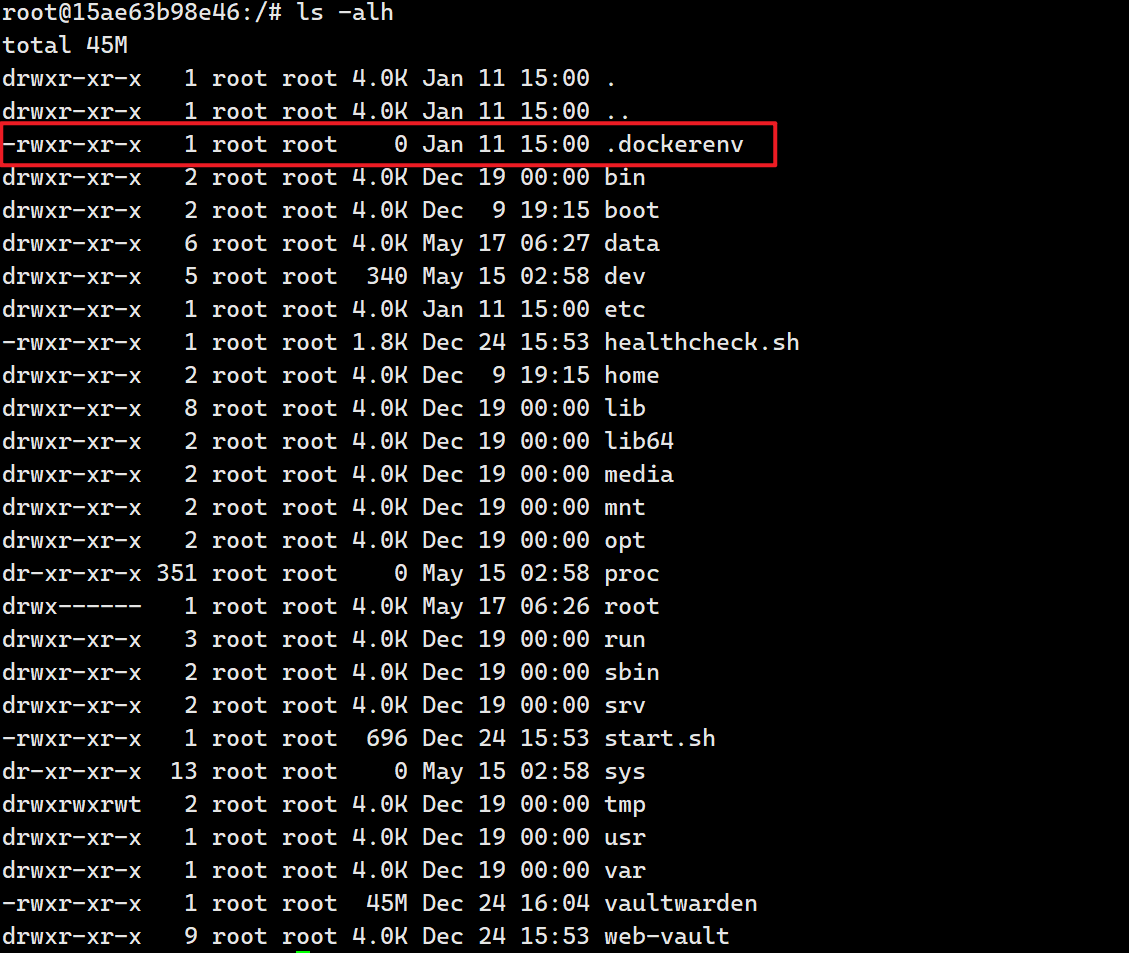 root@15ae63b98e46:/# ls -alh
total 45M
drwxr-xr-x   1 root root 4.0K Jan 11 15:00 .
drwxr-xr-x   1 root root 4.0K Jan 11 15:00 ..
-rwxr-xr-x   1 root root    0 Jan 11 15:00 .dockerenv
drwxr-xr-x   2 root root 4.0K Dec 19 00:00 bin
drwxr-xr-x   2 root root 4.0K Dec  9 19:15 boot
drwxr-xr-x   6 root root 4.0K May 17 06:27 data
drwxr-xr-x   5 root root  340 May 15 02:58 dev
drwxr-xr-x   1 root root 4.0K Jan 11 15:00 etc
-rwxr-xr-x   1 root root 1.8K Dec 24 15:53 healthcheck.sh
drwxr-xr-x   2 root root 4.0K Dec  9 19:15 home
drwxr-xr-x   8 root root 4.0K Dec 19 00:00 lib
drwxr-xr-x   2 root root 4.0K Dec 19 00:00 lib64
drwxr-xr-x   2 root root 4.0K Dec 19 00:00 media
drwxr-xr-x   2 root root 4.0K Dec 19 00:00 mnt
drwxr-xr-x   2 root root 4.0K Dec 19 00:00 opt
dr-xr-xr-x 351 root root    0 May 15 02:58 proc
drwx------   1 root root 4.0K May 17 06:26 root
drwxr-xr-x   3 root root 4.0K Dec 19 00:00 run
drwxr-xr-x   2 root root 4.0K Dec 19 00:00 sbin
drwxr-xr-x   2 root root 4.0K Dec 19 00:00 srv
-rwxr-xr-x   1 root root  696 Dec 24 15:53 start.sh
dr-xr-xr-x  13 root root    0 May 15 02:58 sys
drwxrwxrwt   2 root root 4.0K Dec 19 00:00 tmp
drwxr-xr-x   1 root root 4.0K Dec 19 00:00 usr
drwxr-xr-x   1 root root 4.0K Dec 19 00:00 var
-rwxr-xr-x   1 root root  45M Dec 24 16:04 vaultwarden
drwxr-xr-x   9 root root 4.0K Dec 24 15:53 web-vault